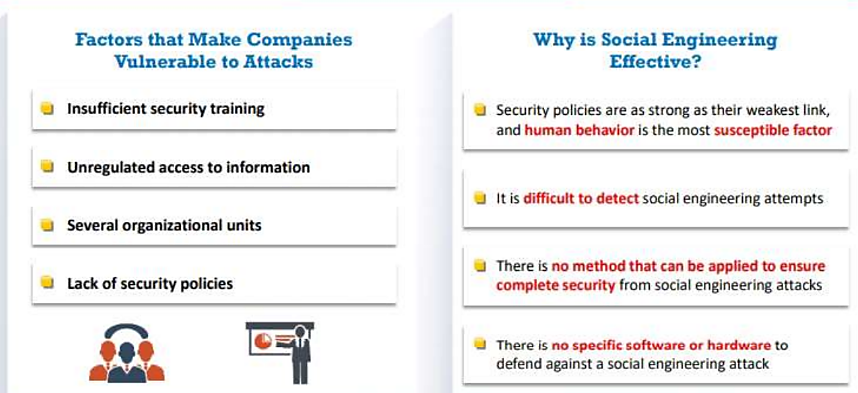 Factors that Make Companies
Vulnerable to Attacks
Insufficient security training
Unregulated access to information
Several organizational units
Lack of security policies
Why is Social Engineering
Effective?
Security policies are as strong as their weakest link,
and human behavior is the most susceptible factor
It is difficult to detect social engineering attempts
There is no method that can be applied to ensure
complete security from social engineering attacks
There is no specific software or hardware to
defend against a social engineering attack